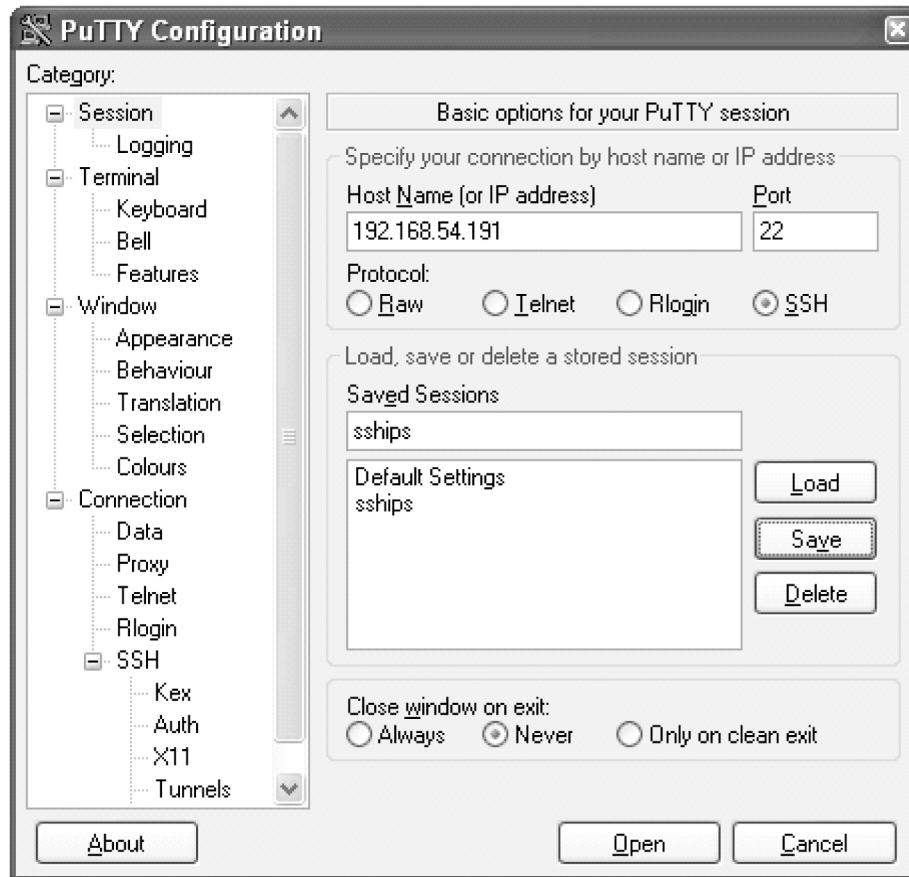 PuTTY Configuration
Category:
Session
Logging
Terminal
Keyboard
Bell
Features
Window
Appearance
Behaviour
Translation
Selection
Colours
Connection
Data
Proxy
Telnet
Rlogin
SSH
Kex
Auth
X11
Tunnels
Basic options for your PuTTY session
Specify your connection by host name or IP address
Host Name (or IP address) Port
192.168.54.191 22
Protocol:
Raw Telnet Rlogin SSH
Load, save or delete a stored session
Saved Sessions
sships
Default Settings
sships
Load
Save
Delete
Close window on exit:
Always Never Only on clean exit
About Open Cancel